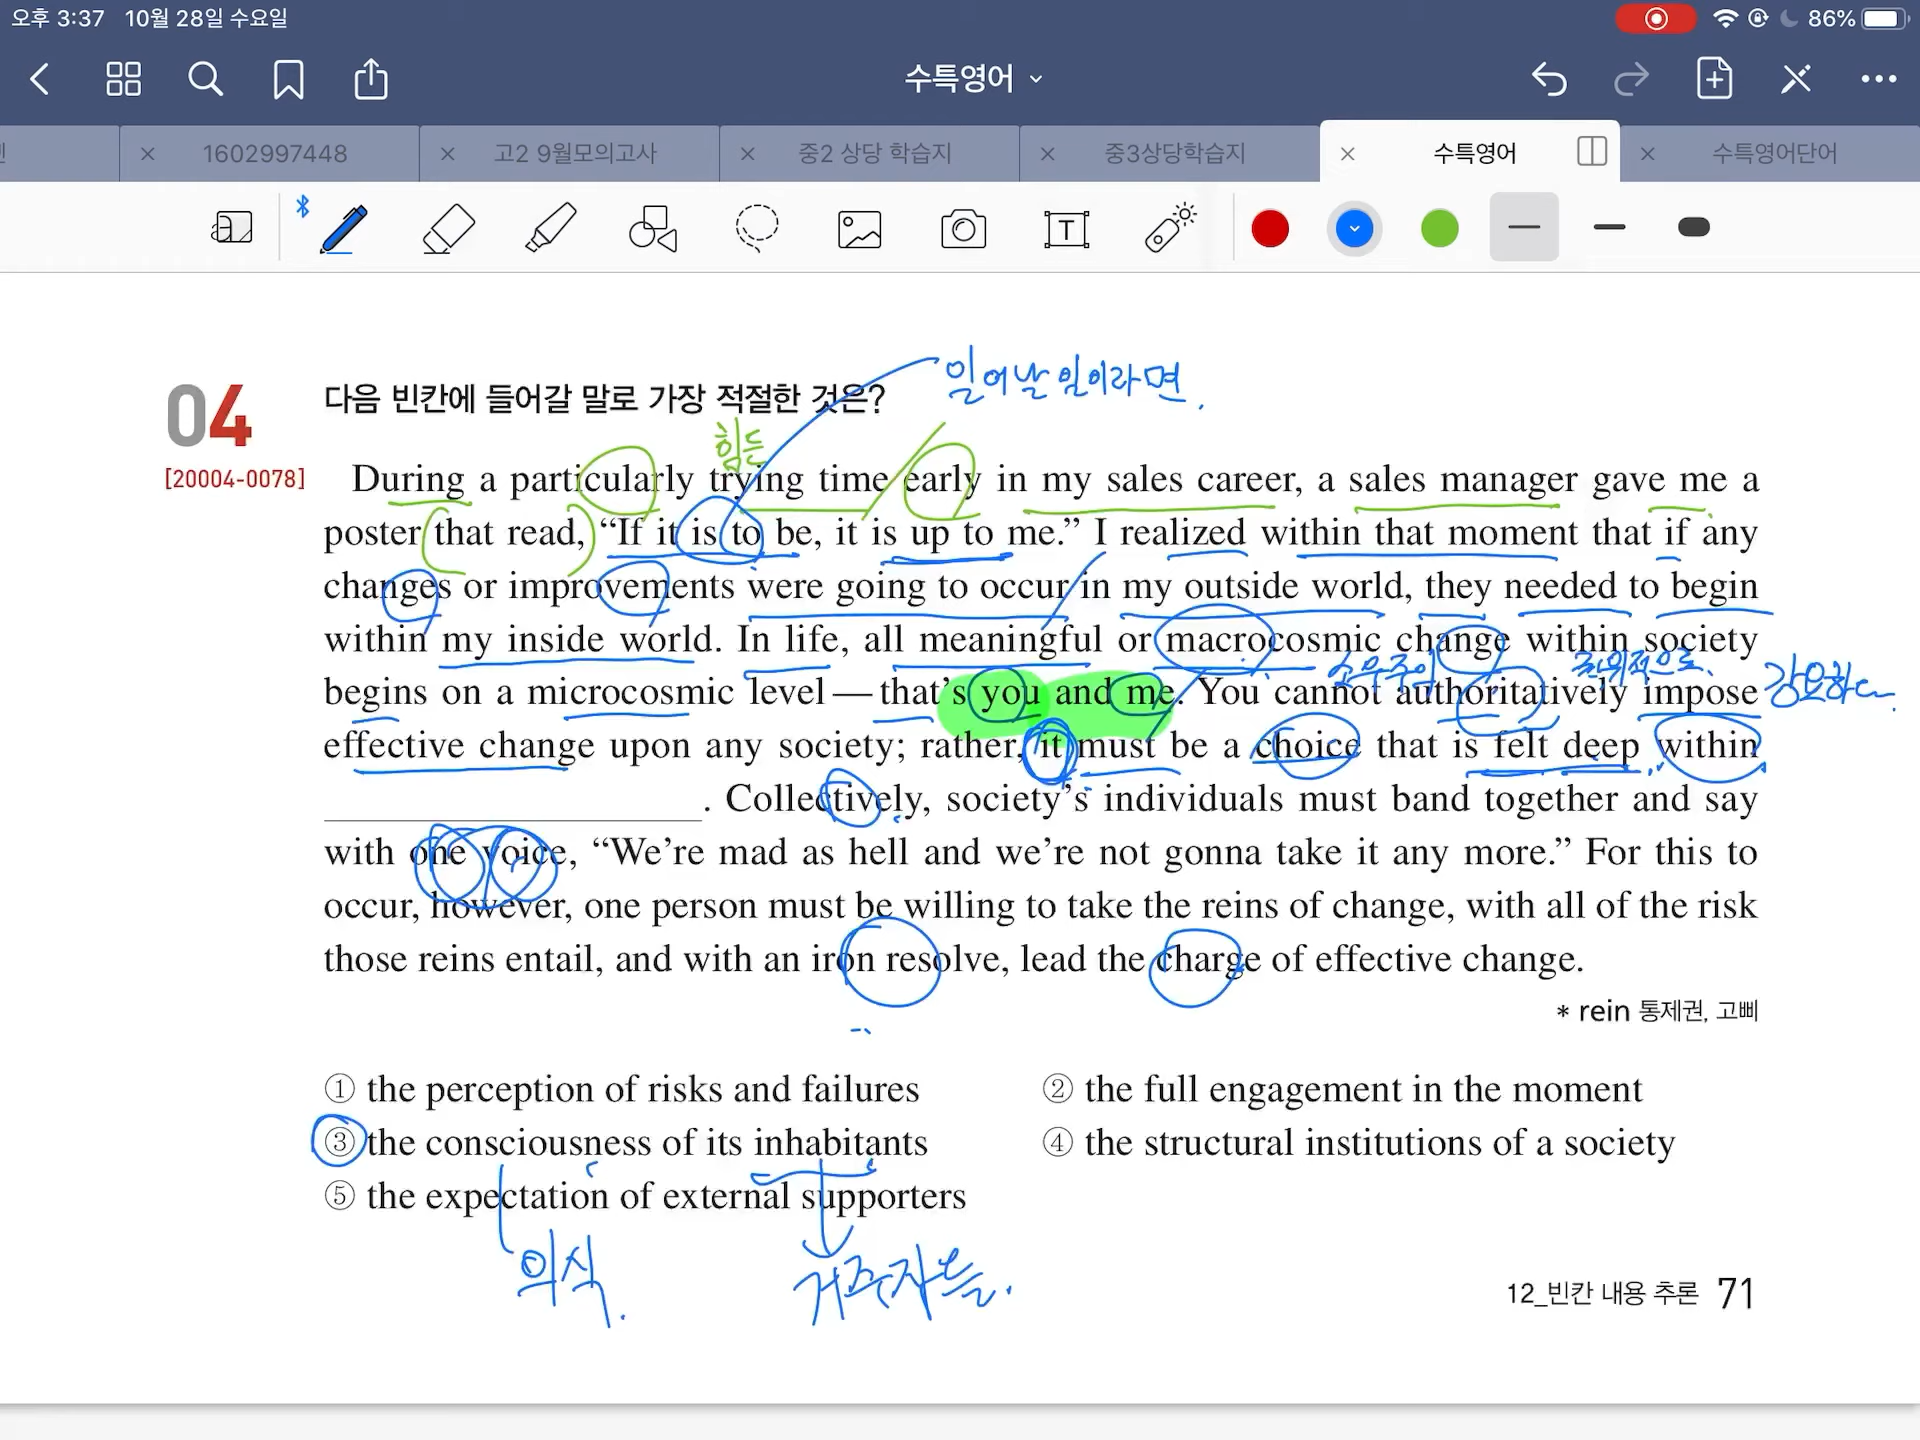 오후 3:37 10월 28일 수요일 86%
수특영어
1602997448 고2 9월모의고사 중2 상당 학습지 중3상당학습지 수특영어 수특영어단어
일어날 일이라면.
04 다음 빈칸에 들어갈 말로 가장 적절한 것은?
힘든
[20004-0078] During a particularly trying time early in my sales career, a sales manager gave me a
poster that read, “If it is to be, it is up to me.” I realized within that moment that if any
changes or improvements were going to occur in my outside world, they needed to begin
within my inside world. In life, all meaningful or macrocosmic change within society
소우주의
강요하다.
begins on a microcosmic level—that’s you and me. You cannot authoritatively impose
effective change upon any society; rather, it must be a choice that is felt deep within
. Collectively, society’s individuals must band together and say
with one voice, “We’re mad as hell and we’re not gonna take it any more.” For this to
occur, however, one person must be willing to take the reins of change, with all of the risk
those reins entail, and with an iron resolve, lead the charge of effective change.
* rein 통제권, 고삐
① the perception of risks and failures ② the full engagement in the moment
③ the consciousness of its inhabitants ④ the structural institutions of a society
⑤ the expectation of external supporters
의식. 거주자들.
12_빈칸 내용 추론 71